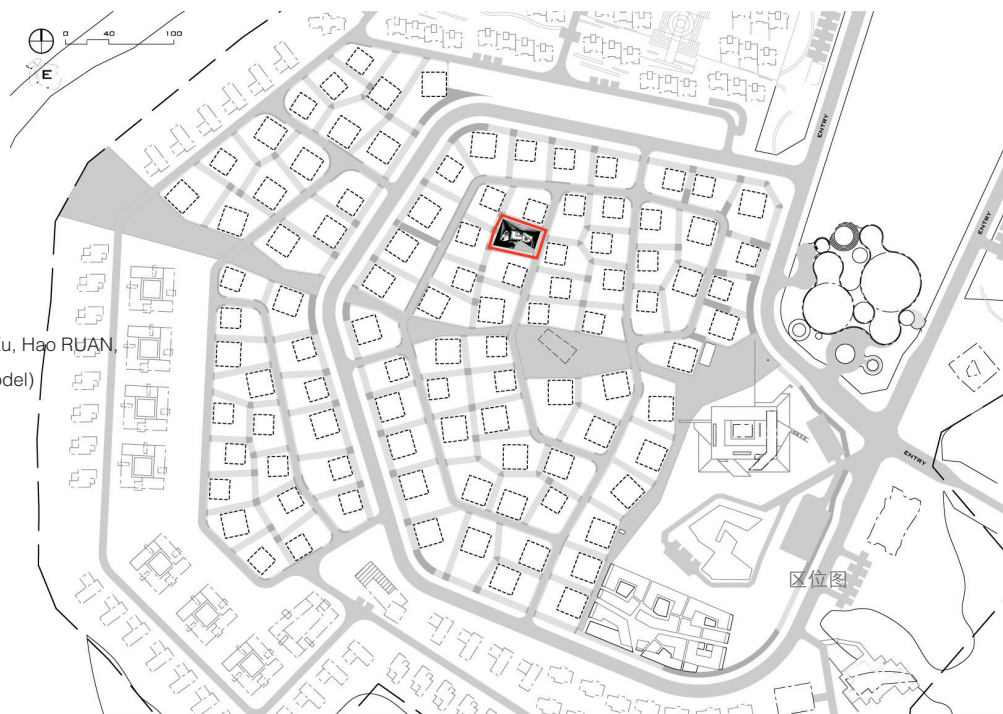 0 40 100
E
ENTRY
ENTRY
u, Hao RUAN,
odel)
ENTRY
区位图